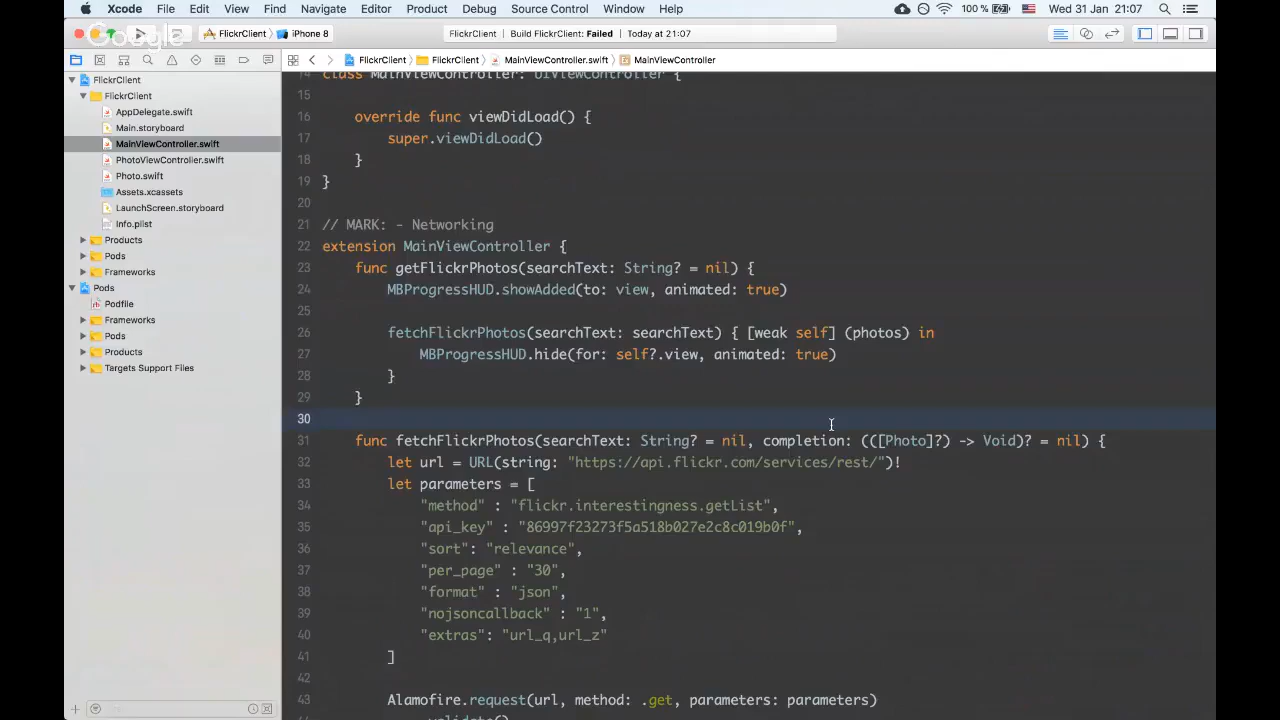 Xcode File Edit View Find Navigate Editor Product Debug Source Control Window Help 100 % Wed 31 Jan 21:07
Google
FlickrClient iPhone 8 FlickrClient Build FlickrClient: Failed Today at 21:07
FlickrClient FlickrClient MainViewController.swift MainViewController
FlickrClient
FlickrClient
AppDelegate.swift
Main.storyboard
MainViewController.swift
PhotoViewController.swift
Photo.swift
Assets.xcassets
LaunchScreen.storyboard
Info.plist
Products
Pods
Frameworks
Pods
Podfile
Frameworks
Pods
Products
Targets Support Files
14 class MainViewController: UIViewController {
15
16 override func viewDidLoad() {
17 super.viewDidLoad()
18 }
19 }
20
21 // MARK: - Networking
22 extension MainViewController {
23 func getFlickrPhotos(searchText: String? = nil) {
24 MBProgressHUD.showAdded(to: view, animated: true)
25
26 fetchFlickrPhotos(searchText: searchText) { [weak self] (photos) in
27 MBProgressHUD.hide(for: self?.view, animated: true)
28 }
29 }
30
31 func fetchFlickrPhotos(searchText: String? = nil, completion: (([Photo]?) -> Void)? = nil) {
32 let url = URL(string: "https://api.flickr.com/services/rest/")!
33 let parameters = [
34 "method" : "flickr.interestingness.getList",
35 "api_key" : "86997f23273f5a518b027e2c8c019b0f",
36 "sort": "relevance",
37 "per_page" : "30",
38 "format" : "json",
39 "nojsoncallback" : "1",
40 "extras": "url_q,url_z"
41 ]
42
43 Alamofire.request(url, method: .get, parameters: parameters)
44 .validate()